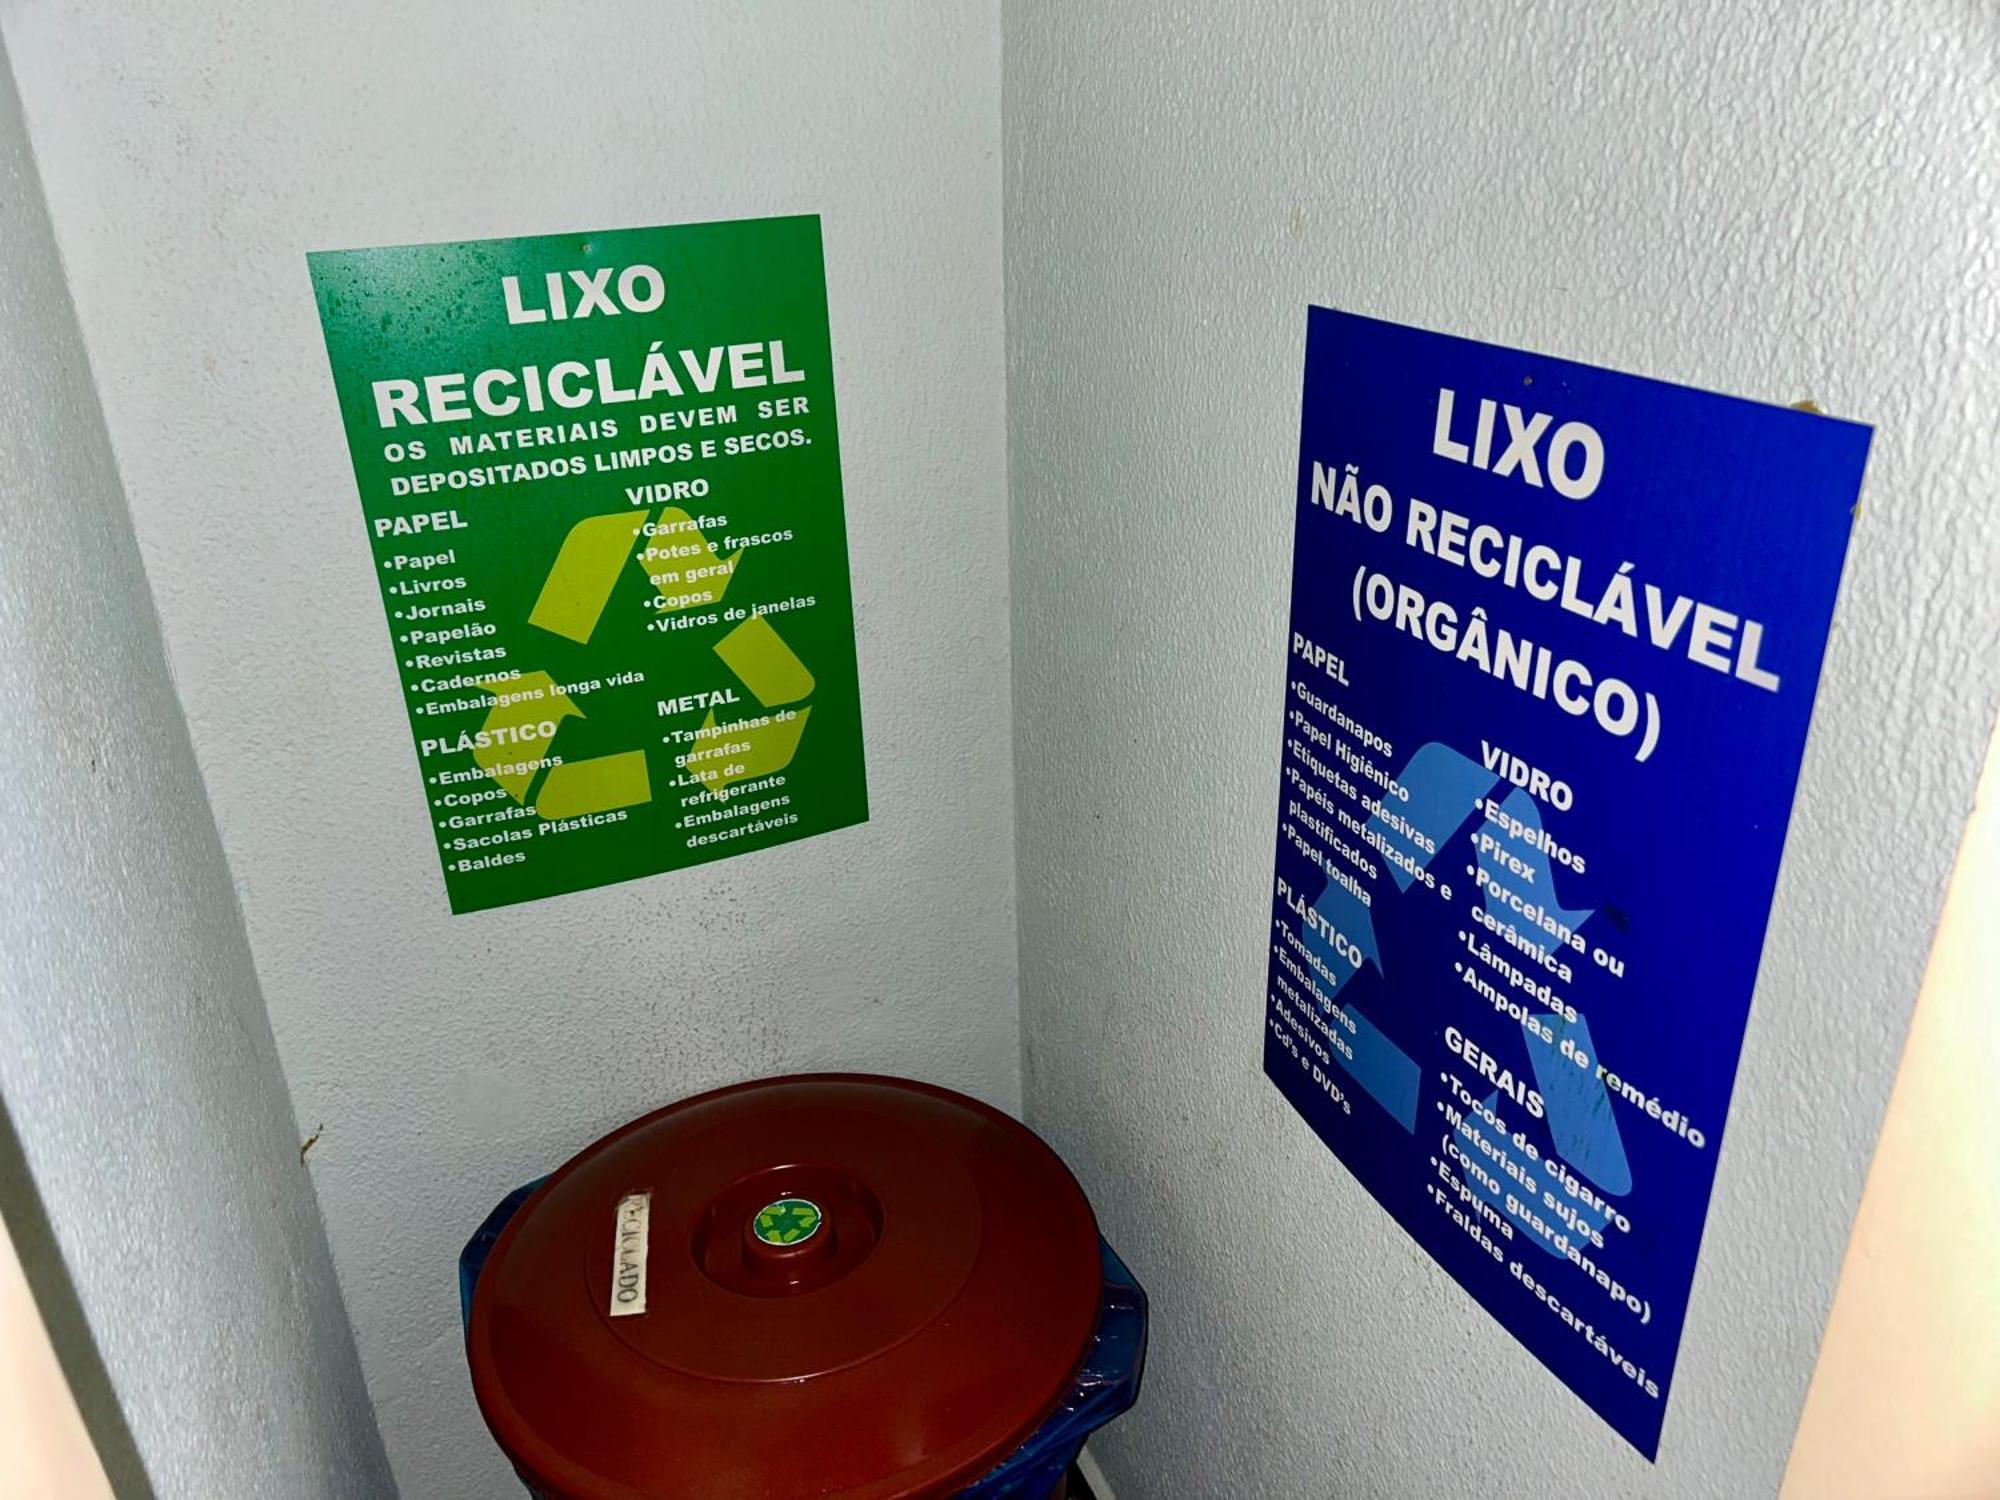 LIXO
RECICLÁVEL
OS MATERIAIS DEVEM SER
DEPOSITADOS LIMPOS E SECOS.
PAPEL
•Papel
•Livros
•Jornais
•Papelão
•Revistas
•Cadernos
•Embalagens longa vida
PLÁSTICO
•Embalagens
•Copos
•Garrafas
•Sacolas Plásticas
•Baldes
VIDRO
•Garrafas
•Potes e frascos
em geral
•Copos
•Vidros de janelas
METAL
•Tampinhas de
garrafas
•Lata de
refrigerante
•Embalagens
descartáveis
LIXO
NÃO RECICLÁVEL
(ORGÂNICO)
PAPEL
•Guardanapos
•Papel Higiênico
•Etiquetas adesivas
•Papéis metalizados e
plastificados
•Papel toalha
PLÁSTICO
•Tomadas
•Embalagens
metalizadas
•Adesivos
•Cd's e DVD's
VIDRO
•Espelhos
•Pirex
•Porcelana ou
cerâmica
•Lâmpadas
•Ampolas de remédio
GERAIS
•Tocos de cigarro
•Materiais sujos
(como guardanapo)
•Espuma
•Fraldas descartáveis
RECICLADO